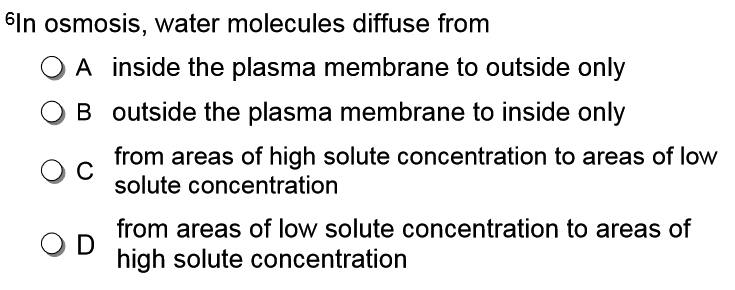 6In osmosis, water molecules diffuse from
A inside the plasma membrane to outside only
B outside the plasma membrane to inside only
C from areas of high solute concentration to areas of low
solute concentration
D from areas of low solute concentration to areas of
high solute concentration